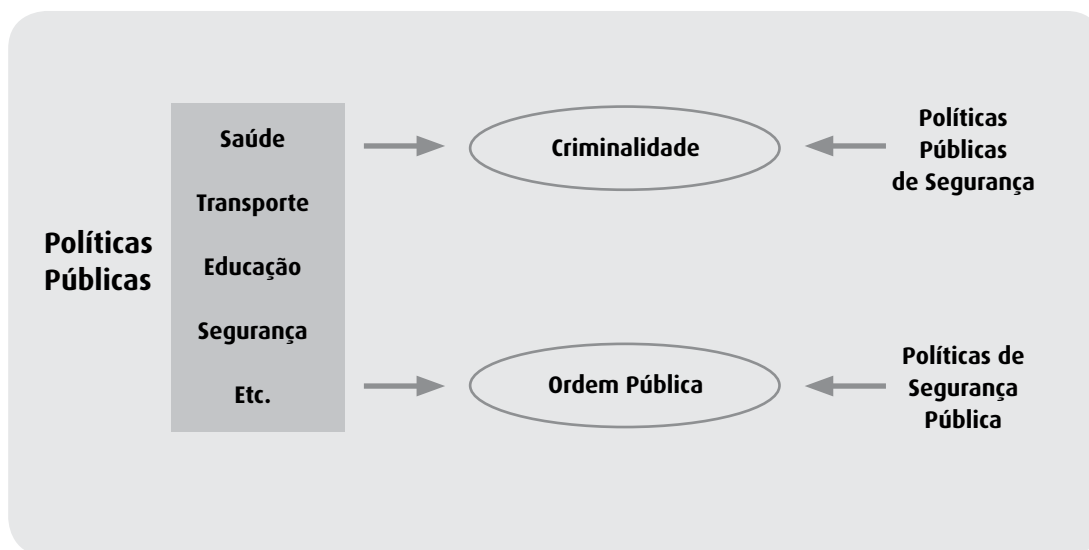 Políticas
Públicas
Saúde
Transporte
Educação
Segurança
Etc.
Criminalidade
Ordem Pública
Políticas
Públicas
de Segurança
Políticas de
Segurança
Pública